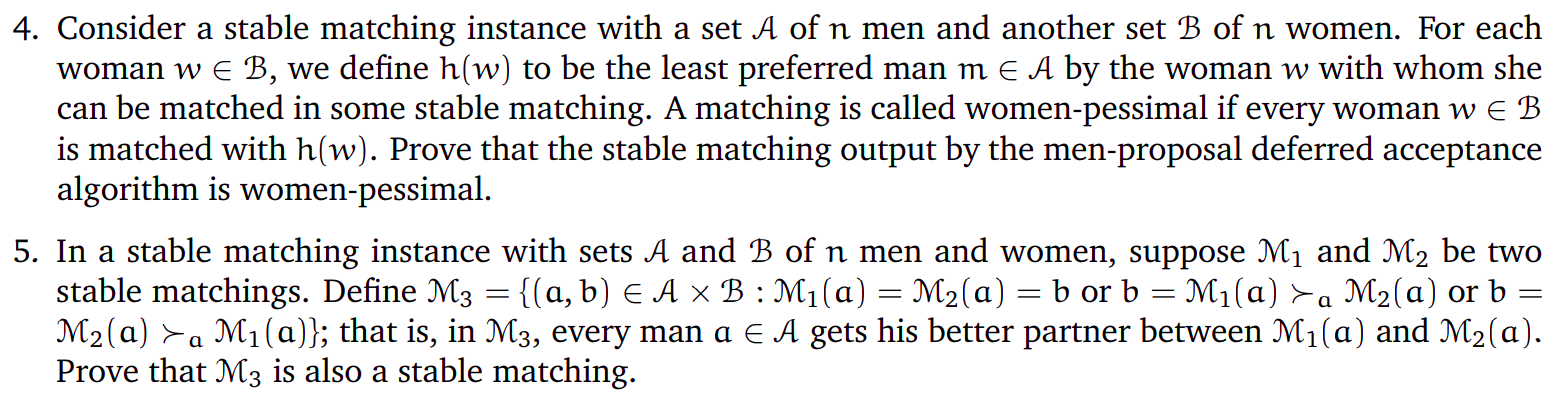 4. Consider a stable matching instance with a set 𝒜 of n men and another set ℬ of n women. For each
woman w ∈ ℬ, we define h(w) to be the least preferred man m ∈ 𝒜 by the woman w with whom she
can be matched in some stable matching. A matching is called women-pessimal if every woman w ∈ ℬ
is matched with h(w). Prove that the stable matching output by the men-proposal deferred acceptance
algorithm is women-pessimal.
5. In a stable matching instance with sets 𝒜 and ℬ of n men and women, suppose ℳ₁ and ℳ₂ be two
stable matchings. Define ℳ₃ = {(a, b) ∈ 𝒜 × ℬ : ℳ₁(a) = ℳ₂(a) = b or b = ℳ₁(a) ≻ₐ ℳ₂(a) or b =
ℳ₂(a) ≻ₐ ℳ₁(a)}; that is, in ℳ₃, every man a ∈ 𝒜 gets his better partner between ℳ₁(a) and ℳ₂(a).
Prove that ℳ₃ is also a stable matching.